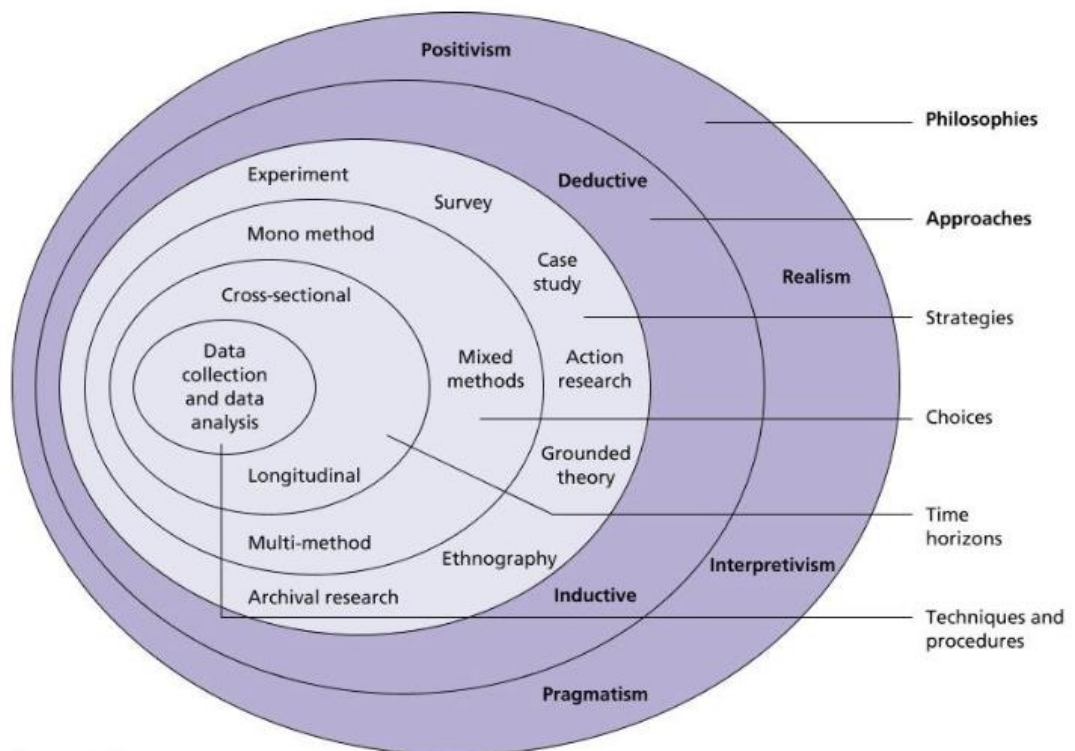 Positivism
Philosophies
Experiment
Deductive
Survey
Approaches
Mono method
Case
study
Realism
Cross-sectional
Strategies
Data
collection
and data
analysis
Mixed
methods
Action
research
Choices
Grounded
theory
Longitudinal
Time
horizons
Multi-method
Ethnography
Interpretivism
Archival research
Inductive
Techniques and
procedures
Pragmatism